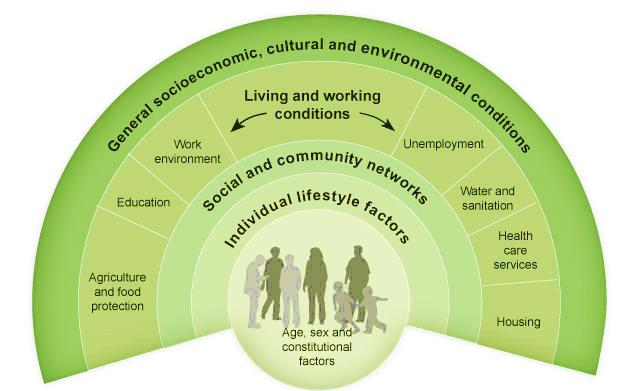 General socioeconomic, cultural and environmental conditions
Living and working
conditions
Work
environment
Unemployment
Education
Water and
sanitation
Agriculture
and food
protection
Health
care
services
Housing
Social and community networks
Individual lifestyle factors
Age, sex and
constitutional
factors